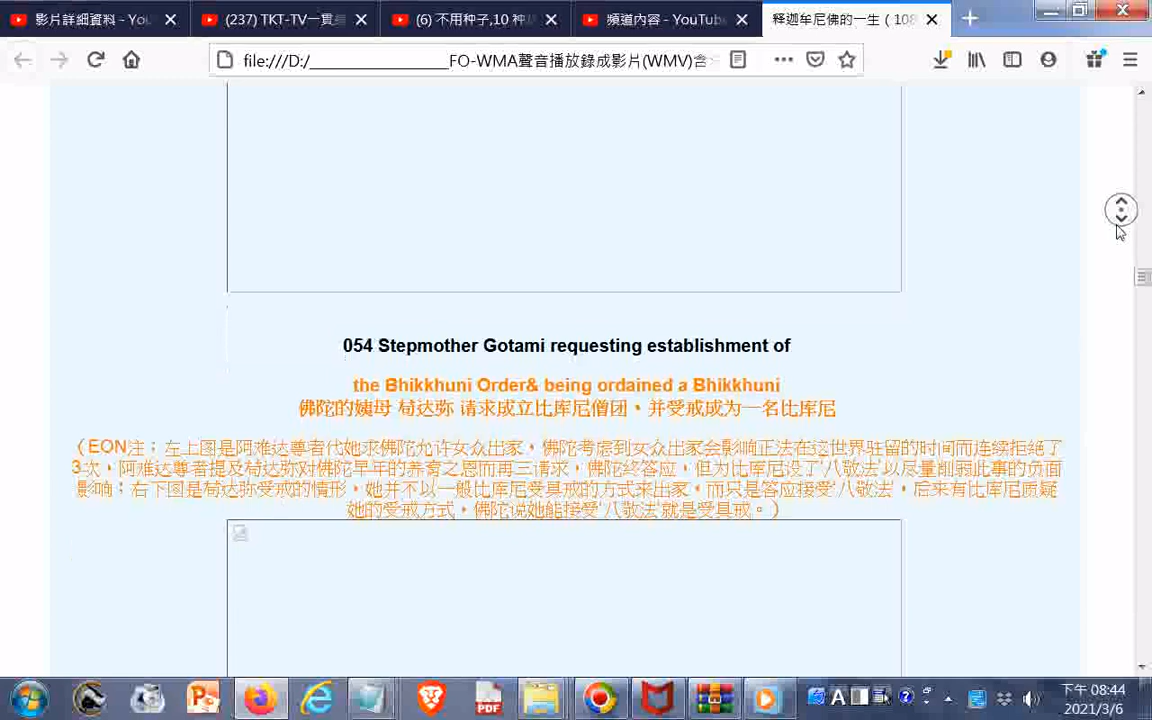 影片詳細資料 - You
(237) TKT-TV一貫
(6) 不用种子,10 种
頻道內容 - YouTube
释迦牟尼佛的一生（108
file:///D:/__________________FO-WMA聲音播放錄成影片(WMV)含
054 Stepmother Gotami requesting establishment of
the Bhikkhuni Order& being ordained a Bhikkhuni
佛陀的姨母 荀达弥 请求成立比库尼僧团，并受戒成为一名比库尼
（EON注；左上图是阿难达尊者代她求佛陀允许女众出家，佛陀考虑到女众出家会影响正法在这世界驻留的时间而连续拒绝了
3次，阿难达尊者提及荀达弥对佛陀早年的养育之恩而再三请求，佛陀终答应，但为比库尼设了'八敬法'以尽量削弱此事的负面
影响；右下图是荀达弥受戒的情形，她并不以一般比库尼受具戒的方式来出家，而只是答应接受'八敬法'，后来有比库尼质疑
她的受戒方式，佛陀说她能接受'八敬法'就是受具戒。）
PDF
A
下午 08:44
2021/3/6